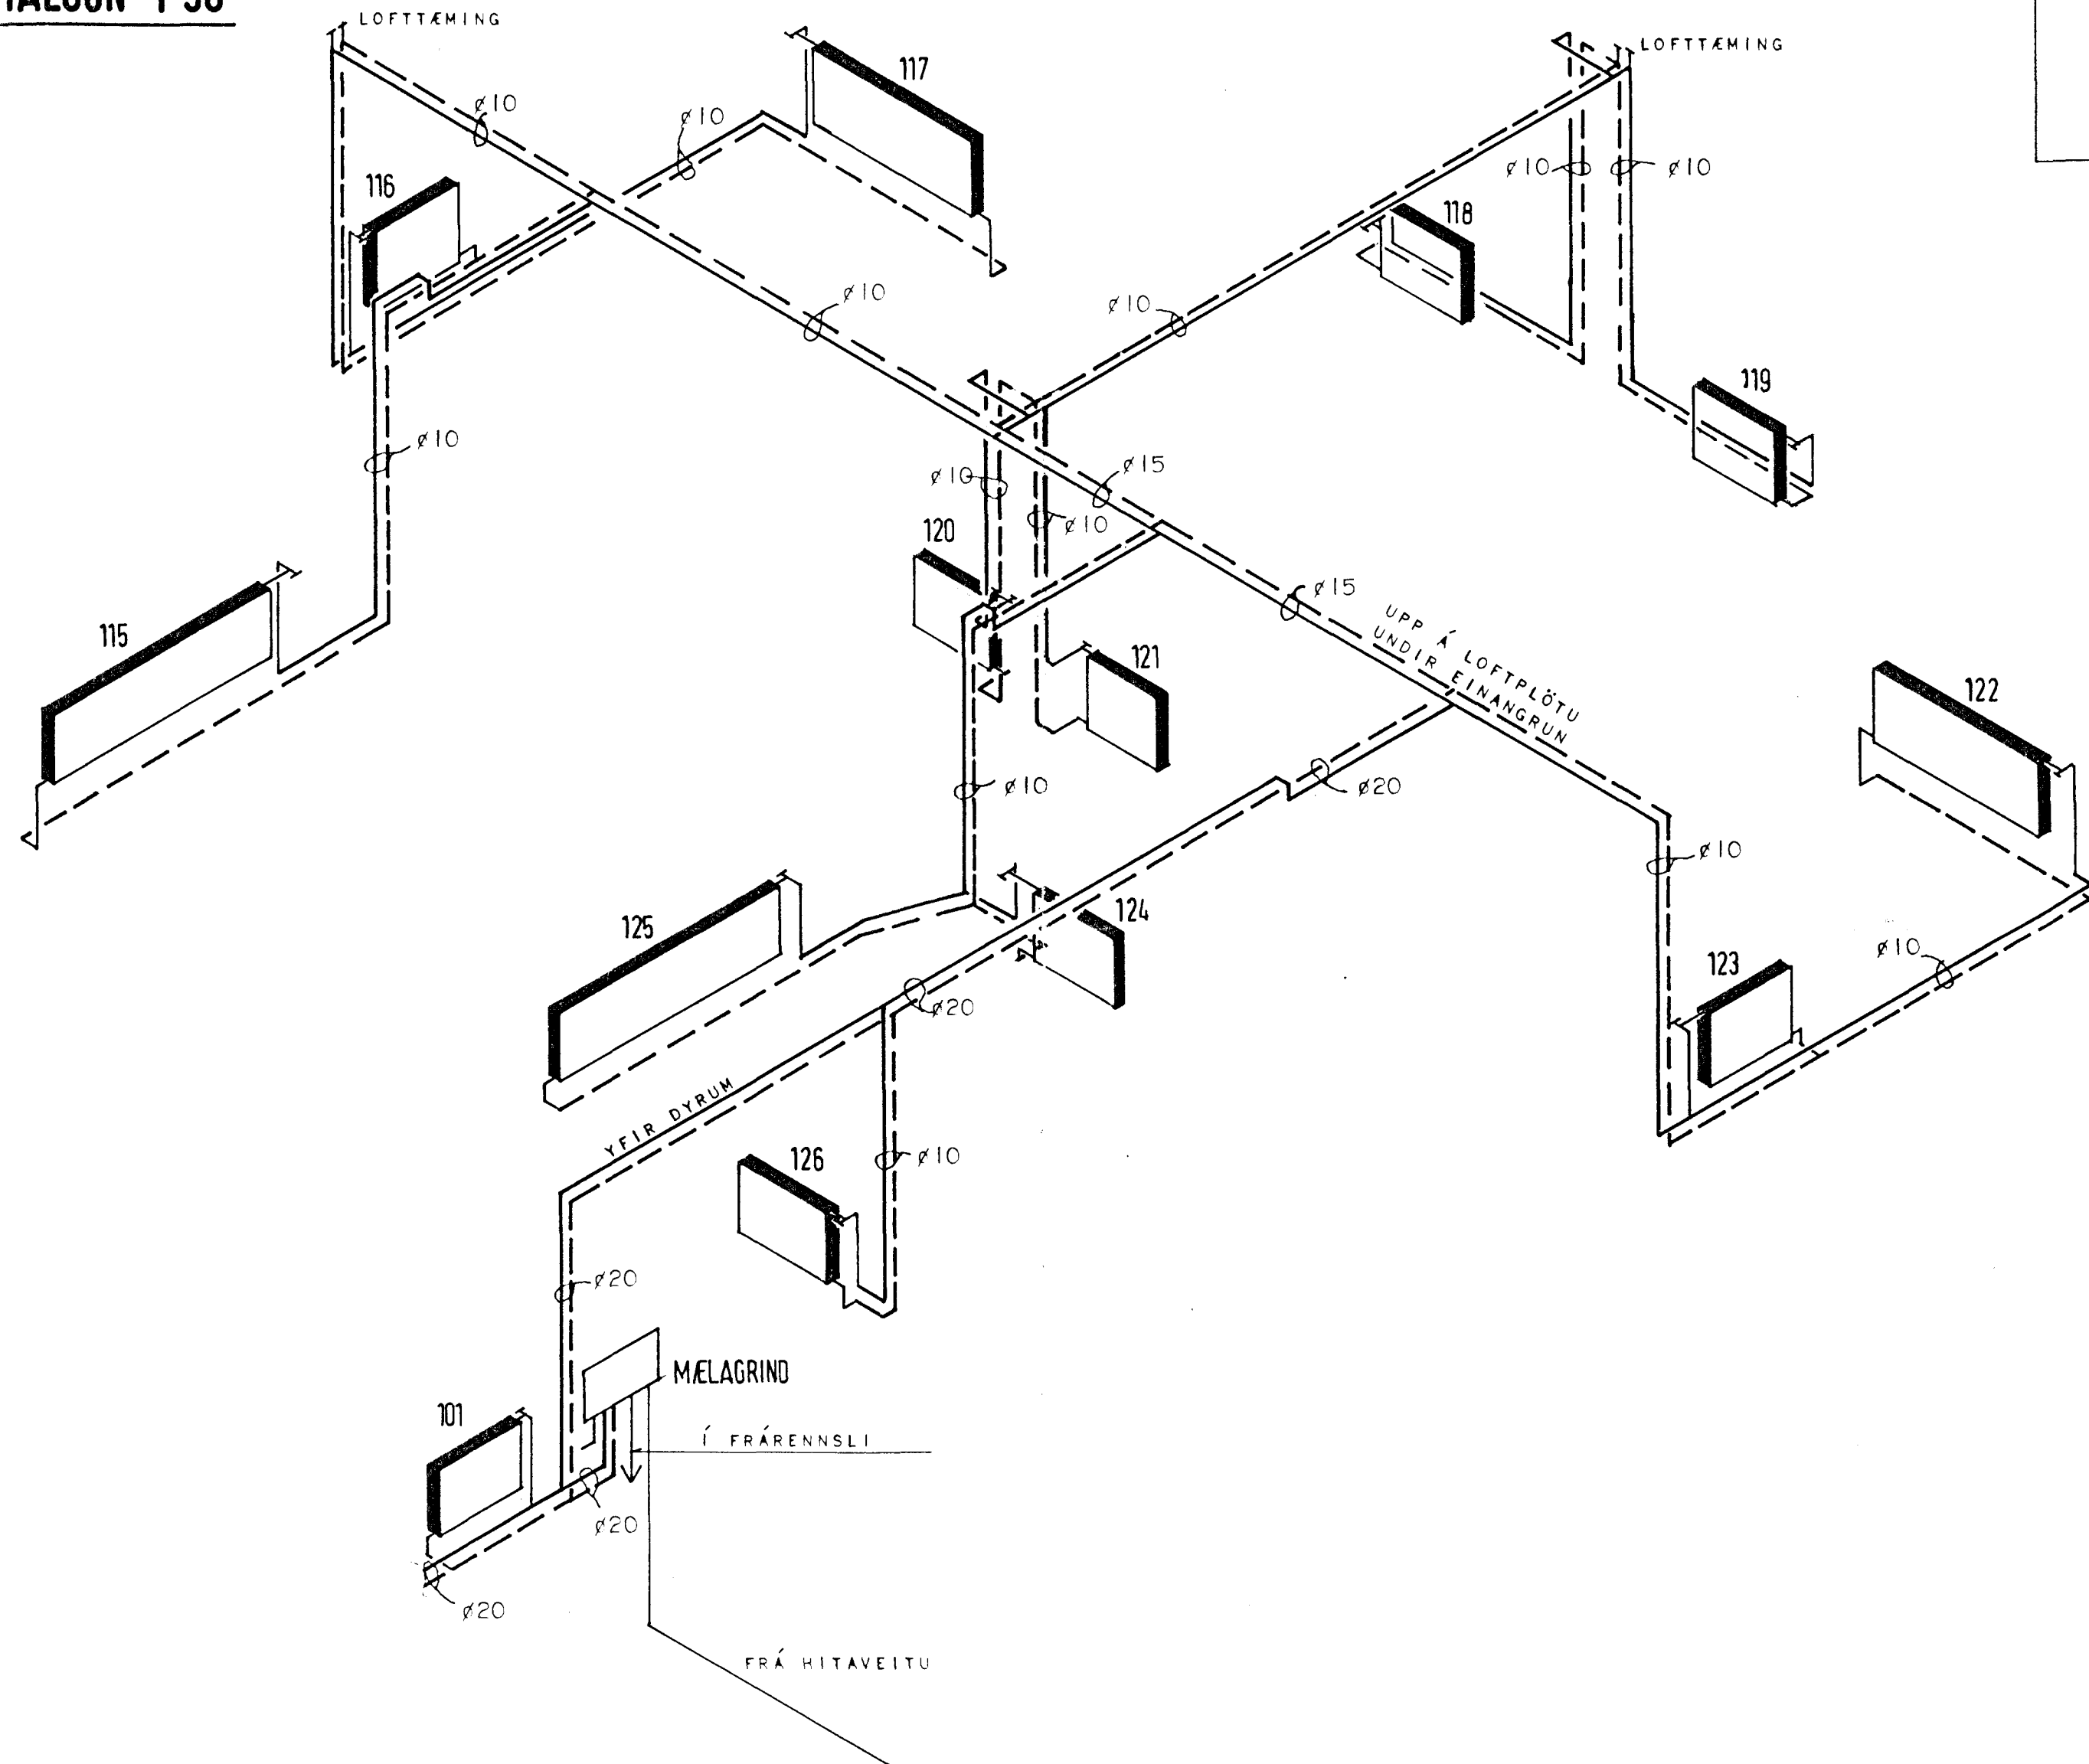 LOFTTÆMING
LOFTTÆMING
117
ø10
ø10
116
ø10
ø10
118
ø10
ø10
119
ø10
ø10
ø15
ø10
ø10
120
ø15
UPP Á LOFTPLÖTU
UNDIR EINANGRUN
115
121
122
ø10
ø20
ø10
125
124
123
ø10
ø20
YFIR DYRUM
126
ø10
ø20
MÆLAGRIND
101
Í FRÁRENNSLI
ø20
ø20
FRÁ HITAVEITU